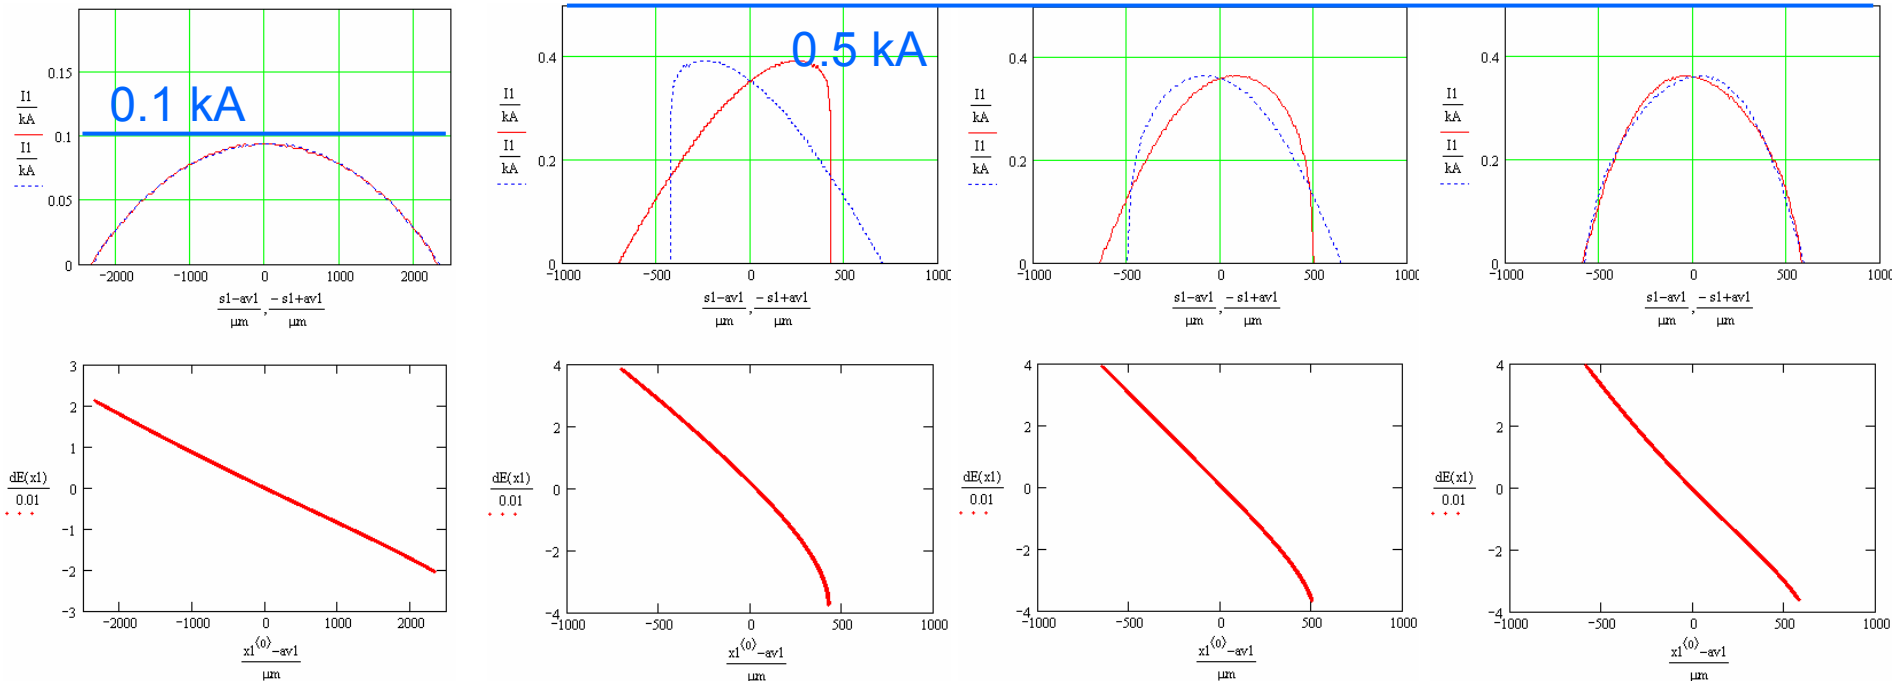 0.15
0.1
0.05
0
I1
kA
I1
kA
0.1 kA
−2000 −1000 0 1000 2000
s1−av1 , −s1+av1
μm μm
0.4
0.2
0
I1
kA
I1
kA
0.5 kA
−1000 −500 0 500 1000
s1−av1 , −s1+av1
μm μm
0.4
0.2
0
I1
kA
I1
kA
−1000 −500 0 500 1000
s1−av1 , −s1+av1
μm μm
0.4
0.2
0
I1
kA
I1
kA
−1000 −500 0 500 1000
s1−av1 , −s1+av1
μm μm
3
2
1
0
−1
−2
−3
dE(x1)
0.01
−2000 −1000 0 1000 2000
x1⟨0⟩−av1
μm
4
2
0
−2
−4
dE(x1)
0.01
−1000 −500 0 500 1000
x1⟨0⟩−av1
μm
4
2
0
−2
−4
dE(x1)
0.01
−1000 −500 0 500 1000
x1⟨0⟩−av1
μm
4
2
0
−2
−4
dE(x1)
0.01
−1000 −500 0 500 1000
x1⟨0⟩−av1
μm